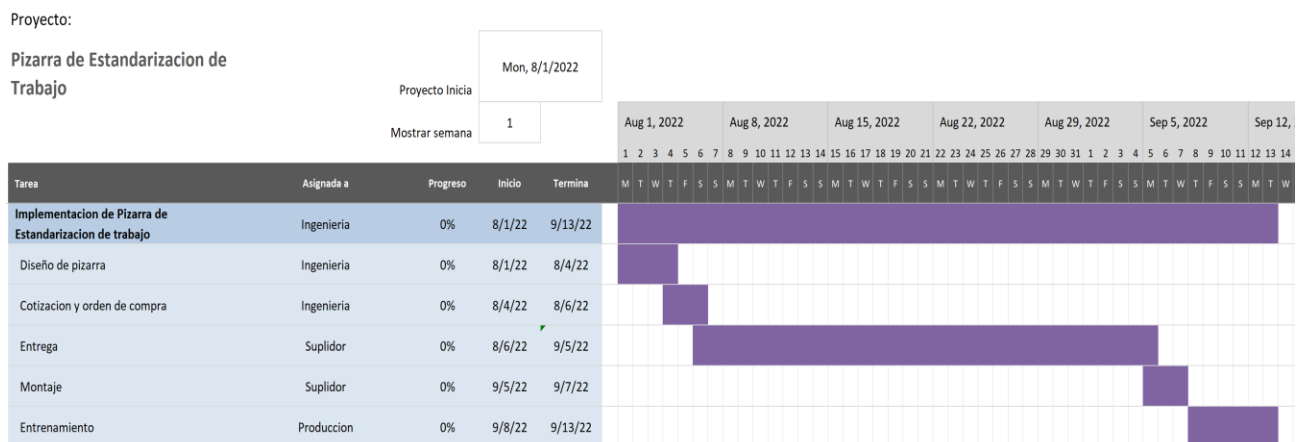 Proyecto:
Pizarra de Estandarizacion de
Trabajo
Mon, 8/1/2022
Proyecto Inicia
Mostrar semana 1
Aug 1, 2022 Aug 8, 2022 Aug 15, 2022 Aug 22, 2022 Aug 29, 2022 Sep 5, 2022 Sep 12,
1 2 3 4 5 6 7 8 9 10 11 12 13 14 15 16 17 18 19 20 21 22 23 24 25 26 27 28 29 30 31 1 2 3 4 5 6 7 8 9 10 11 12 13 14
Tarea Asignada a Progreso Inicio Termina M T W T F S S M T W T F S S M T W T F S S M T W T F S S M T W T F S S M T W T F S S M T W
Implementacion de Pizarra de
Estandarizacion de trabajo Ingenieria 0% 8/1/22 9/13/22
Diseño de pizarra Ingenieria 0% 8/1/22 8/4/22
Cotizacion y orden de compra Ingenieria 0% 8/4/22 8/6/22
Entrega Suplidor 0% 8/6/22 9/5/22
Montaje Suplidor 0% 9/5/22 9/7/22
Entrenamiento Produccion 0% 9/8/22 9/13/22